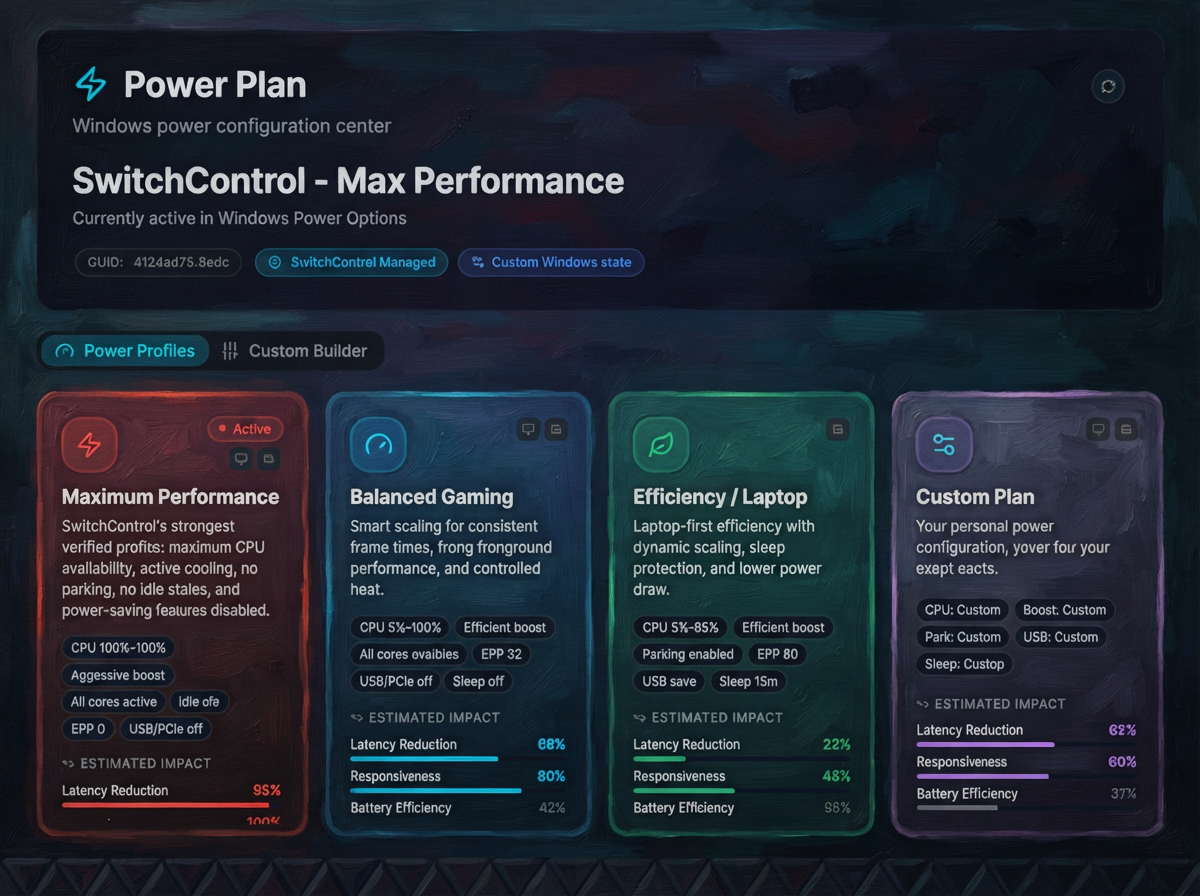 Power Plan
Windows power configuration center
SwitchControl - Max Performance
Currently active in Windows Power Options
GUID: 4124ad75.8edc
SwitchContrel Managed
Custom Windows state
Power Profiles
Custom Builder
Active
Maximum Performance
SwitchControl's strongest
verified profits: maximum CPU
availability, active cooling, no
parking, no idle stales, and
power-saving features disabled.
CPU 100%-100%
Aggessive boost
All cores active
Idle ofe
EPP 0
USB/PCIe off
ESTIMATED IMPACT
Latency Reduction
95%
100%
Balanced Gaming
Smart scaling for consistent
frame times, frong fronground
performance, and controlled
heat.
CPU 5%-100%
Efficient boost
All cores ovaibies
EPP 32
USB/PCIe off
Sleep off
ESTIMATED IMPACT
Latency Reduction
68%
Responsiveness
80%
Battery Efficiency
42%
Efficiency / Laptop
Laptop-first efficiency with
dynamic scaling, sleep
protection, and lower power
draw.
CPU 5%-85%
Efficient boost
Parking enabled
EPP 80
USB save
Sleep 15m
ESTIMATED IMPACT
Latency Reduction
22%
Responsiveness
48%
Battery Efficiency
Custom Plan
Your personal power
configuration, yover four your
exept eacts.
CPU: Custom
Boost: Custom
Park: Custom
USB: Custom
Sleep: Custop
ESTIMATED IMPACT
Latency Reduction
Responsiveness
60%
Battery Efficiency
37%